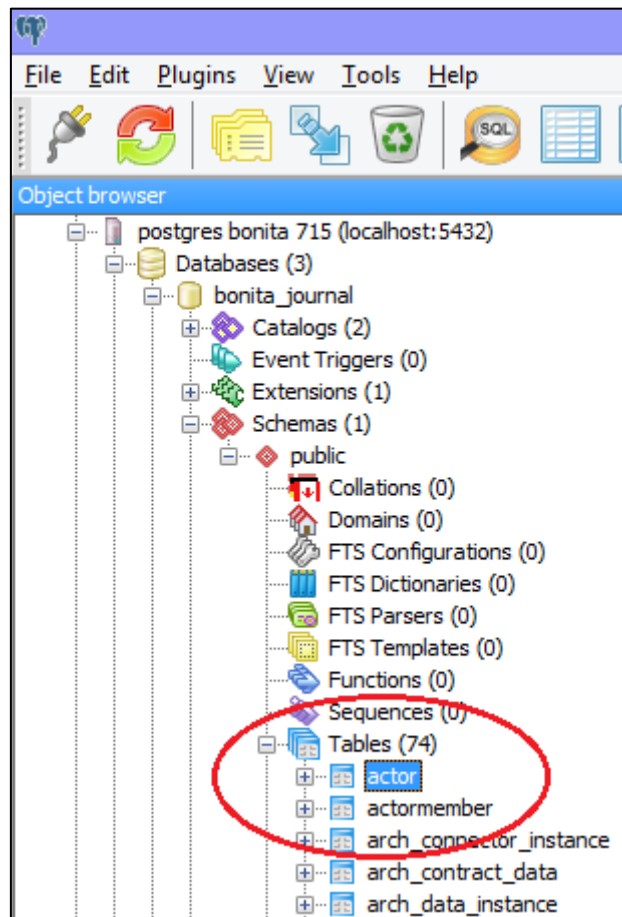 File Edit Plugins View Tools Help
SQL
Object browser
postgres bonita 715 (localhost:5432)
Databases (3)
bonita_journal
Catalogs (2)
Event Triggers (0)
Extensions (1)
Schemas (1)
public
Collations (0)
Domains (0)
FTS Configurations (0)
FTS Dictionaries (0)
FTS Parsers (0)
FTS Templates (0)
Functions (0)
Sequences (0)
Tables (74)
actor
actormember
arch_connector_instance
arch_contract_data
arch_data_instance